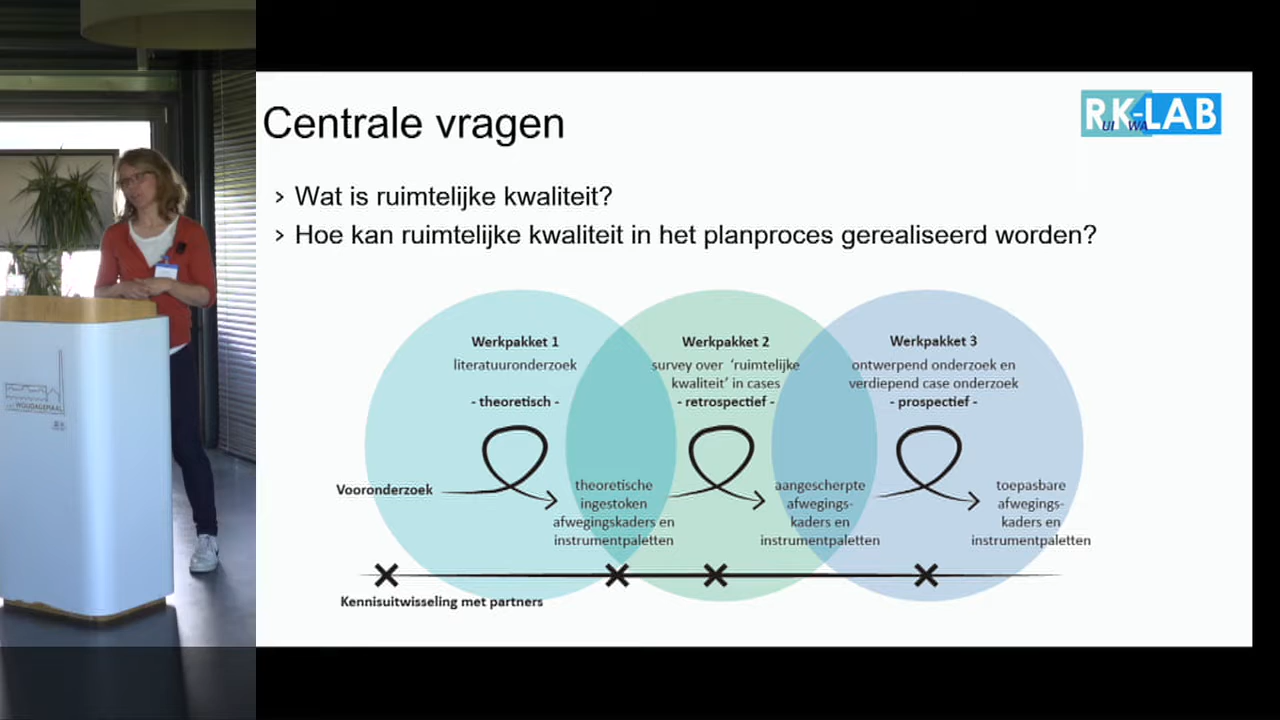 Centrale vragen
RK-LAB
UI WA
› Wat is ruimtelijke kwaliteit?
› Hoe kan ruimtelijke kwaliteit in het planproces gerealiseerd worden?
Werkpakket 1
literatuuronderzoek
- theoretisch -
Werkpakket 2
survey over ‘ruimtelijke
kwaliteit’ in cases
- retrospectief -
Werkpakket 3
ontwerpend onderzoek en
verdiepend case onderzoek
- prospectief -
Vooronderzoek
theoretische
ingestoken
afwegingskaders en
instrumentpaletten
aangescherpte
afwegings-
kaders en
instrumentpaletten
toepasbare
afwegings-
kaders en
instrumentpaletten
Kennisuitwisseling met partners
WOUDAGEMAAL